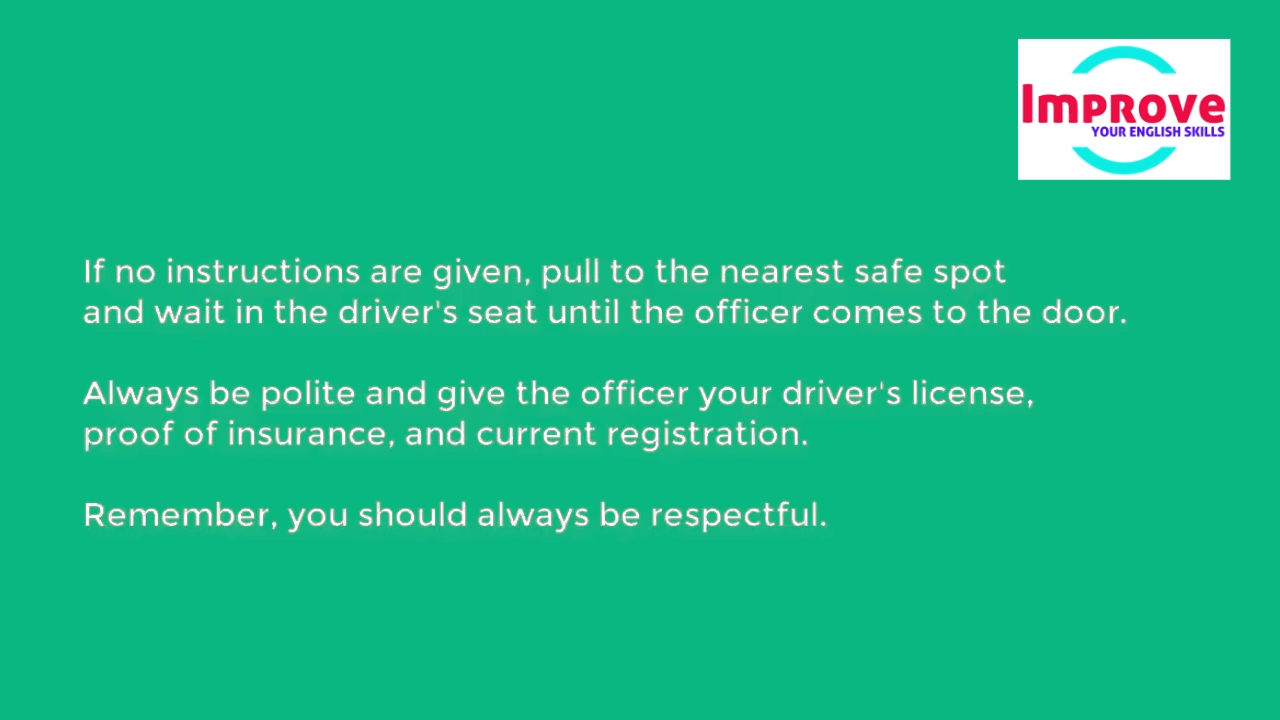 Improve
YOUR ENGLISH SKILLS
If no instructions are given, pull to the nearest safe spot
and wait in the driver's seat until the officer comes to the door.
Always be polite and give the officer your driver's license,
proof of insurance, and current registration.
Remember, you should always be respectful.